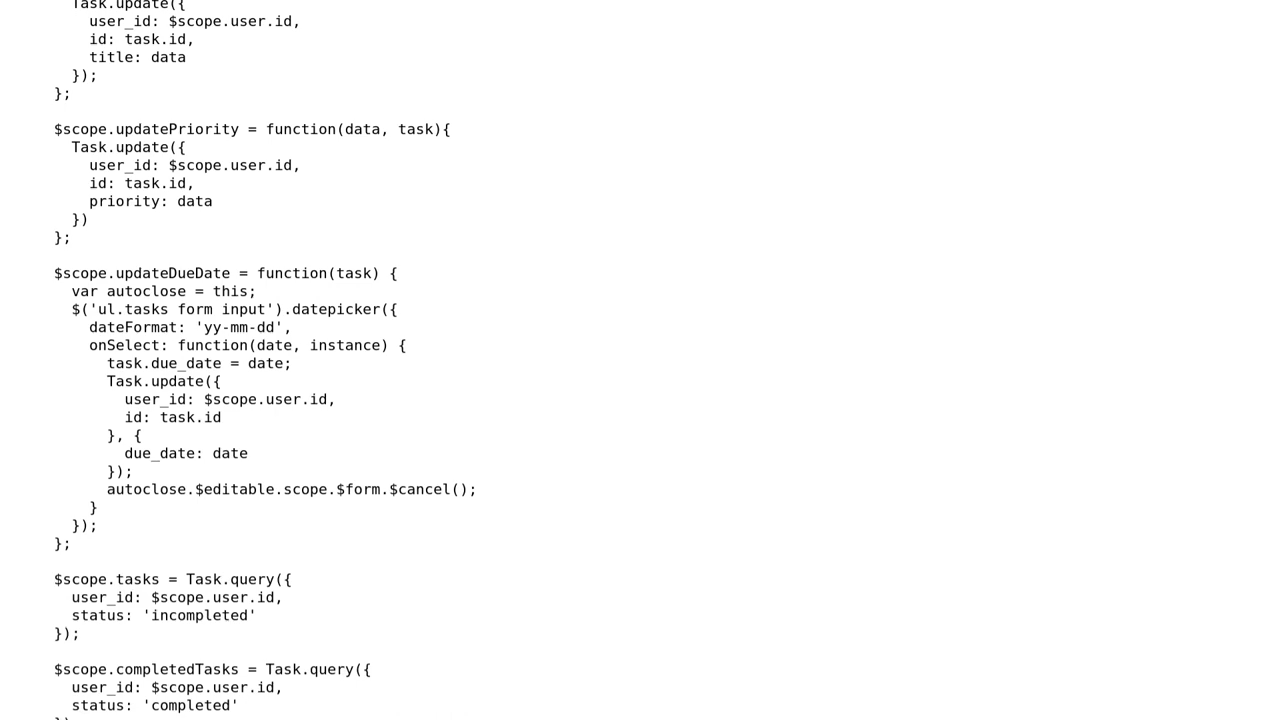 Task.update({
user_id: $scope.user.id,
id: task.id,
title: data
});
};
$scope.updatePriority = function(data, task){
Task.update({
user_id: $scope.user.id,
id: task.id,
priority: data
})
};
$scope.updateDueDate = function(task) {
var autoclose = this;
$('ul.tasks form input').datepicker({
dateFormat: 'yy-mm-dd',
onSelect: function(date, instance) {
task.due_date = date;
Task.update({
user_id: $scope.user.id,
id: task.id
}, {
due_date: date
});
autoclose.$editable.scope.$form.$cancel();
}
});
};
$scope.tasks = Task.query({
user_id: $scope.user.id,
status: 'incompleted'
});
$scope.completedTasks = Task.query({
user_id: $scope.user.id,
status: 'completed'